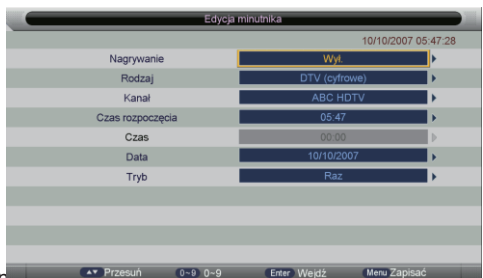 Edycja minutnika
10/10/2007 05:47:28
Nagrywanie Wył.
Rodzaj DTV (cyfrowe)
Kanał ABC HDTV
Czas rozpoczęcia 05:47
Czas 00:00
Data 10/10/2007
Tryb Raz
Przesuń 0~9 0~9 Enter Wejdź Menu Zapisać